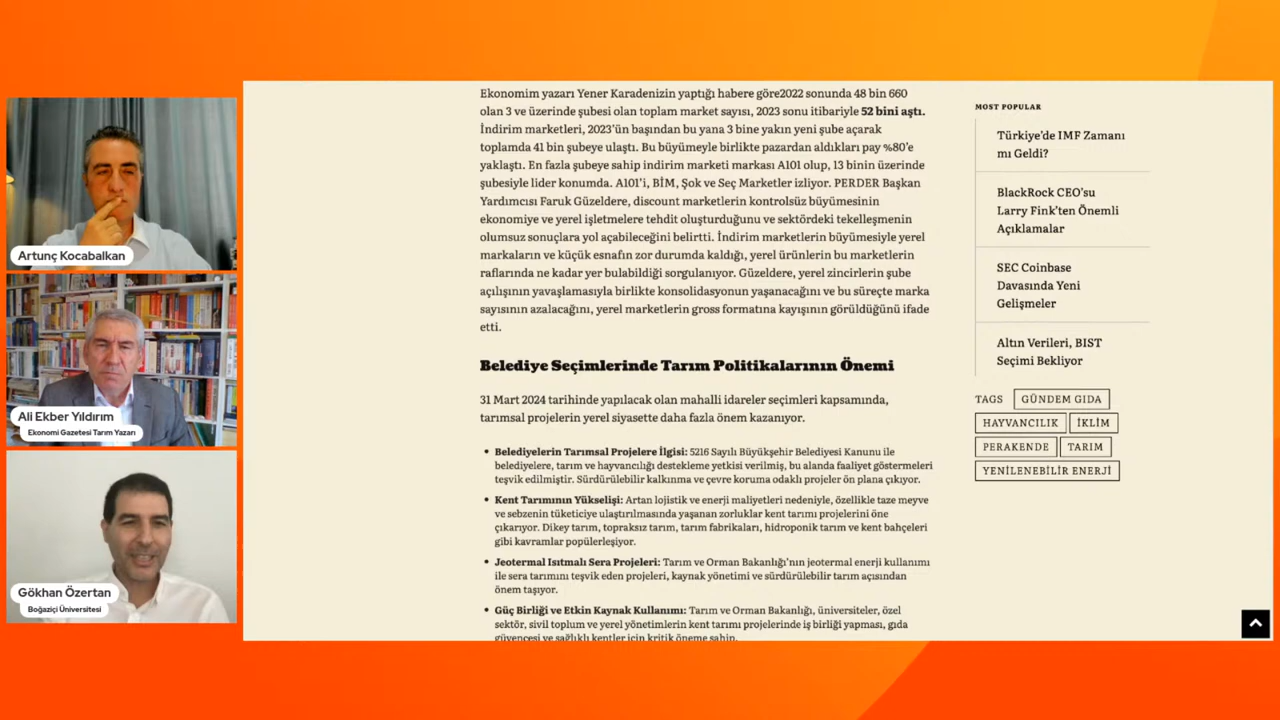 Artunç Kocabalkan
Ali Ekber Yıldırım
Ekonomi Gazetesi Tarım Yazarı
Gökhan Özertan
Boğaziçi Üniversitesi
Ekonomim yazarı Yener Karadenizin yaptığı habere göre2022 sonunda 48 bin 660
olan 3 ve üzerinde şubesi olan toplam market sayısı, 2023 sonu itibariyle 52 bini aştı.
İndirim marketleri, 2023'ün başından bu yana 3 bine yakın yeni şube açarak
toplamda 41 bin şubeye ulaştı. Bu büyümeyle birlikte pazardan aldıkları pay %80'e
yaklaştı. En fazla şubeye sahip indirim marketi markası A101 olup, 13 binin üzerinde
şubesiyle lider konumda. A101'i, BİM, Şok ve Seç Marketler izliyor. PERDER Başkan
Yardımcısı Faruk Güzeldere, discount marketlerin kontrolsüz büyümesinin
ekonomiye ve yerel işletmelere tehdit oluşturduğunu ve sektördeki tekelleşmenin
olumsuz sonuçlara yol açabileceğini belirtti. İndirim marketlerin büyümesiyle yerel
markaların ve küçük esnafın zor durumda kaldığı, yerel ürünlerin bu marketlerin
raflarında ne kadar yer bulabildiği sorgulanıyor. Güzeldere, yerel zincirlerin şube
açılışının yavaşlamasıyla birlikte konsolidasyonun yaşanacağını ve bu süreçte marka
sayısının azalacağını, yerel marketlerin gross formatına kayışının görüldüğünü ifade
etti.
Belediye Seçimlerinde Tarım Politikalarının Önemi
31 Mart 2024 tarihinde yapılacak olan mahalli idareler seçimleri kapsamında,
tarımsal projelerin yerel siyasette daha fazla önem kazanıyor.
• Belediyelerin Tarımsal Projelere İlgisi: 5216 Sayılı Büyükşehir Belediyesi Kanunu ile
belediyelere, tarım ve hayvancılığı destekleme yetkisi verilmiş, bu alanda faaliyet göstermeleri
teşvik edilmiştir. Sürdürülebilir kalkınma ve çevre koruma odaklı projeler ön plana çıkıyor.
• Kent Tarımının Yükselişi: Artan lojistik ve enerji maliyetleri nedeniyle, özellikle taze meyve
ve sebzenin tüketiciye ulaştırılmasında yaşanan zorluklar kent tarımı projelerini öne
çıkarıyor. Dikey tarım, topraksız tarım, tarım fabrikaları, hidroponik tarım ve kent bahçeleri
gibi kavramlar popülerleşiyor.
• Jeotermal Isıtmalı Sera Projeleri: Tarım ve Orman Bakanlığı'nın jeotermal enerji kullanımı
ile sera tarımını teşvik eden projeleri, kaynak yönetimi ve sürdürülebilir tarım açısından
önem taşıyor.
• Güç Birliği ve Etkin Kaynak Kullanımı: Tarım ve Orman Bakanlığı, üniversiteler, özel
sektör, sivil toplum ve yerel yönetimlerin kent tarımı projelerinde iş birliği yapması, gıda
güvencesi ve sağlıklı kentler için kritik öneme sahip.
MOST POPULAR
Türkiye'de IMF Zamanı
mı Geldi?
BlackRock CEO'su
Larry Fink'ten Önemli
Açıklamalar
SEC Coinbase
Davasında Yeni
Gelişmeler
Altın Verileri, BIST
Seçimi Bekliyor
TAGS GÜNDEM GIDA
HAYVANCILIK İKLİM
PERAKENDE TARIM
YENİLENEBİLİR ENERJİ